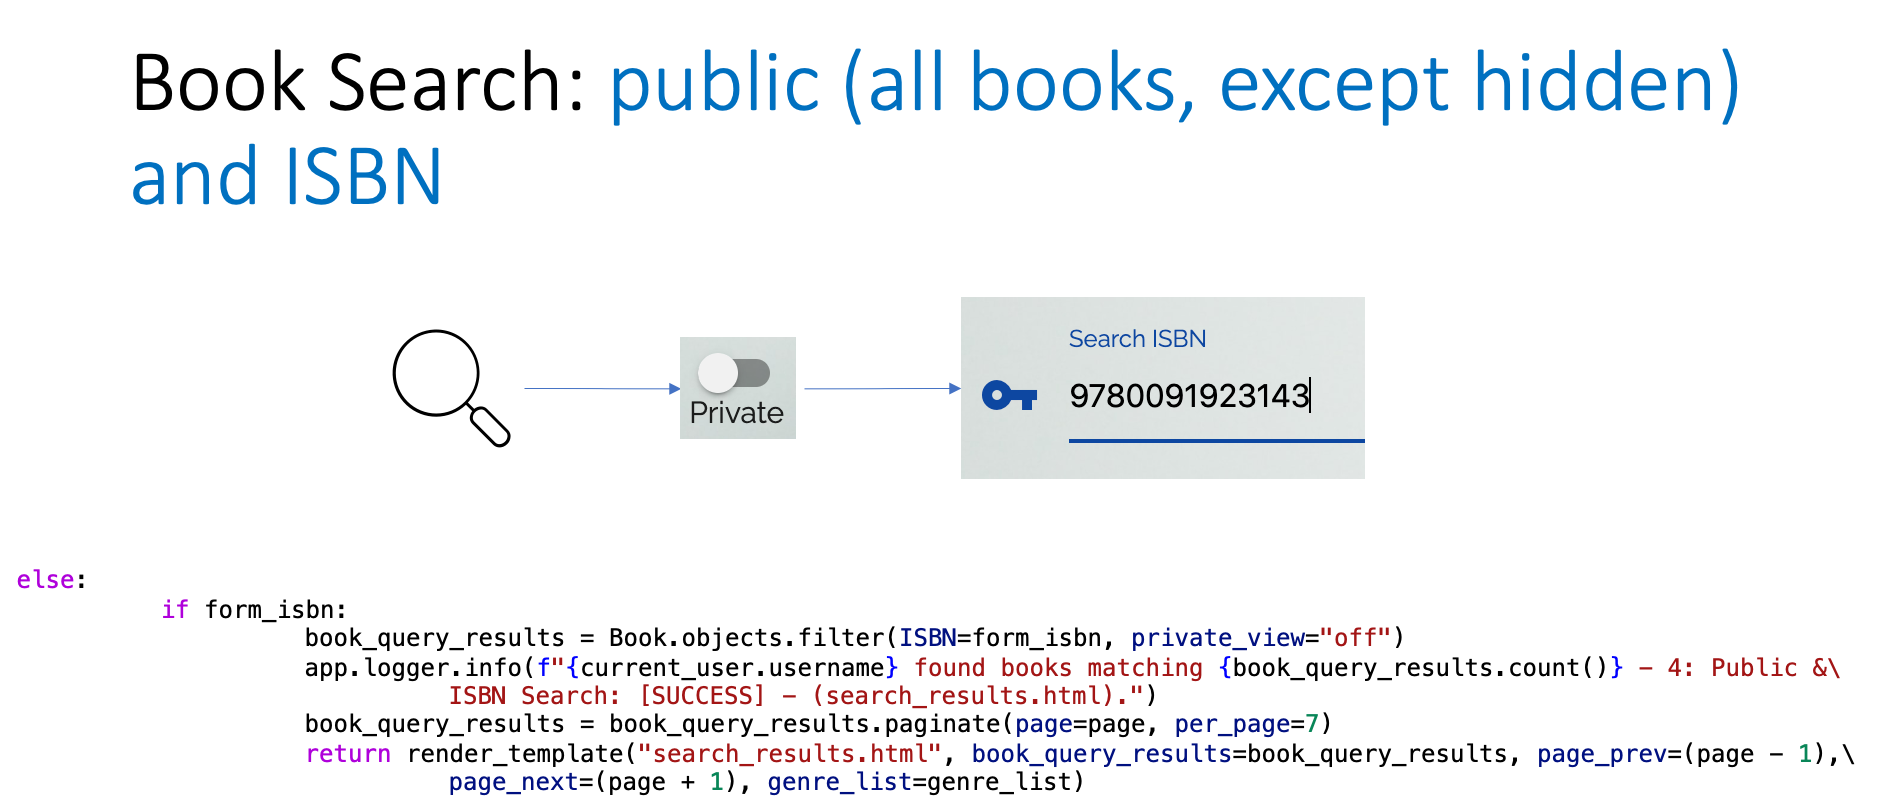 Book Search: public (all books, except hidden)
and ISBN
Private
Search ISBN
9780091923143
else:
if form_isbn:
book_query_results = Book.objects.filter(ISBN=form_isbn, private_view="off")
app.logger.info(f"{current_user.username} found books matching {book_query_results.count()} – 4: Public &\
ISBN Search: [SUCCESS] – (search_results.html).")
book_query_results = book_query_results.paginate(page=page, per_page=7)
return render_template("search_results.html", book_query_results=book_query_results, page_prev=(page – 1),\
page_next=(page + 1), genre_list=genre_list)